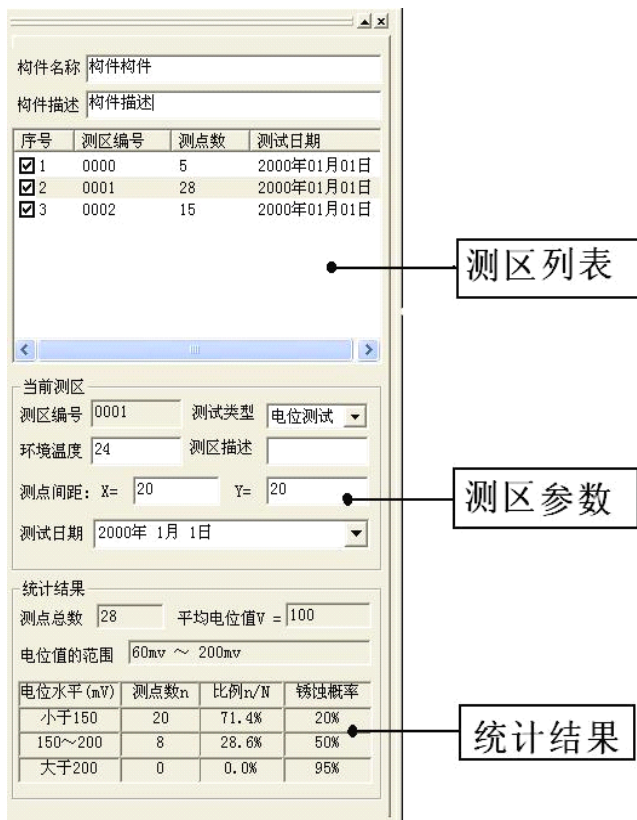 构件名称 构件构件
构件描述 构件描述
序号 测区编号 测点数 测试日期
1 0000 5 2000年01月01日
2 0001 28 2000年01月01日
3 0002 15 2000年01月01日
测区列表
当前测区
测区编号 0001 测试类型 电位测试
环境温度 24 测区描述
测点间距: X= 20 Y= 20
测区参数
测试日期 2000年 1月 1日
统计结果
测点总数 28 平均电位值V = 100
电位值的范围 60mv ～ 200mv
电位水平(mV) 测点数n 比例n/N 锈蚀概率
小于150 20 71.4% 20%
150～200 8 28.6% 50%
统计结果
大于200 0 0.0% 95%